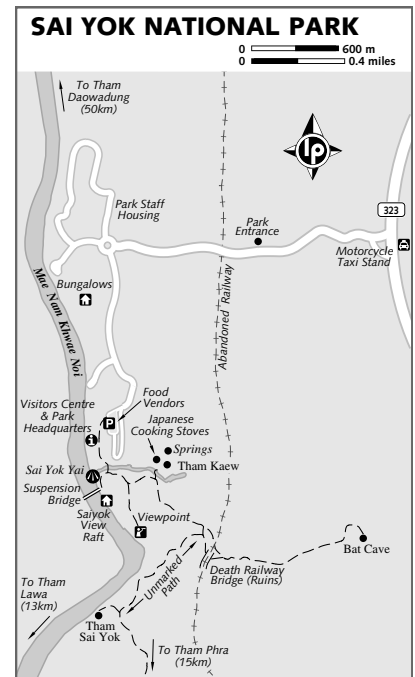 SAI YOK NATIONAL PARK
0 600 m
0 0.4 miles
To Tham
Daowadung
(50km)
lp
323
Park Staff
Housing
Park
Entrance
Motorcycle
Taxi Stand
Mae Nam Khwae Noi
Bungalows
Abandoned Railway
Visitors Centre
& Park
Headquarters
P
Food
Vendors
Japanese
Cooking Stoves
i
Springs
Tham Kaew
Sai Yok Yai
Suspension
Bridge
Saiyok
View
Raft
Viewpoint
Unmarked
Path
Death Railway
Bridge (Ruins)
Bat Cave
To Tham
Lawa
(13km)
Tham
Sai Yok
To Tham Phra
(15km)